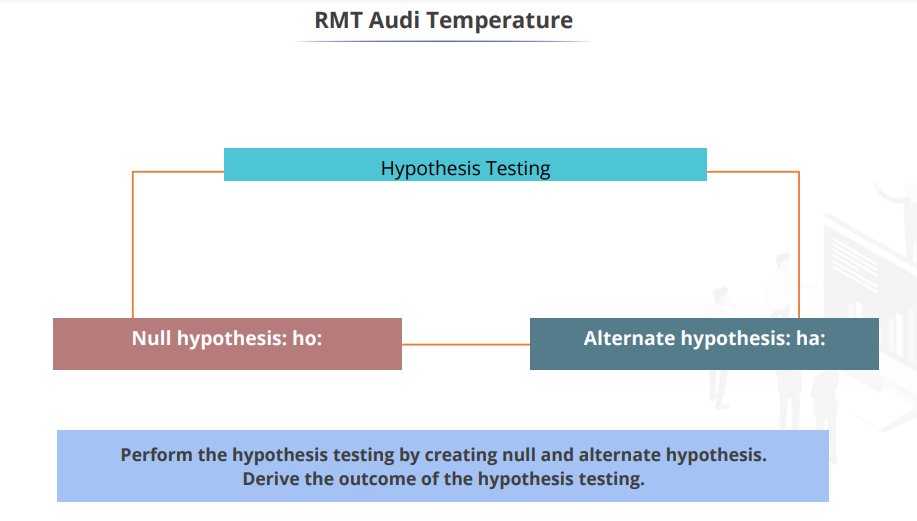 RMT Audi Temperature
Hypothesis Testing
Null hypothesis: ho:
Alternate hypothesis: ha:
Perform the hypothesis testing by creating null and alternate hypothesis.
Derive the outcome of the hypothesis testing.